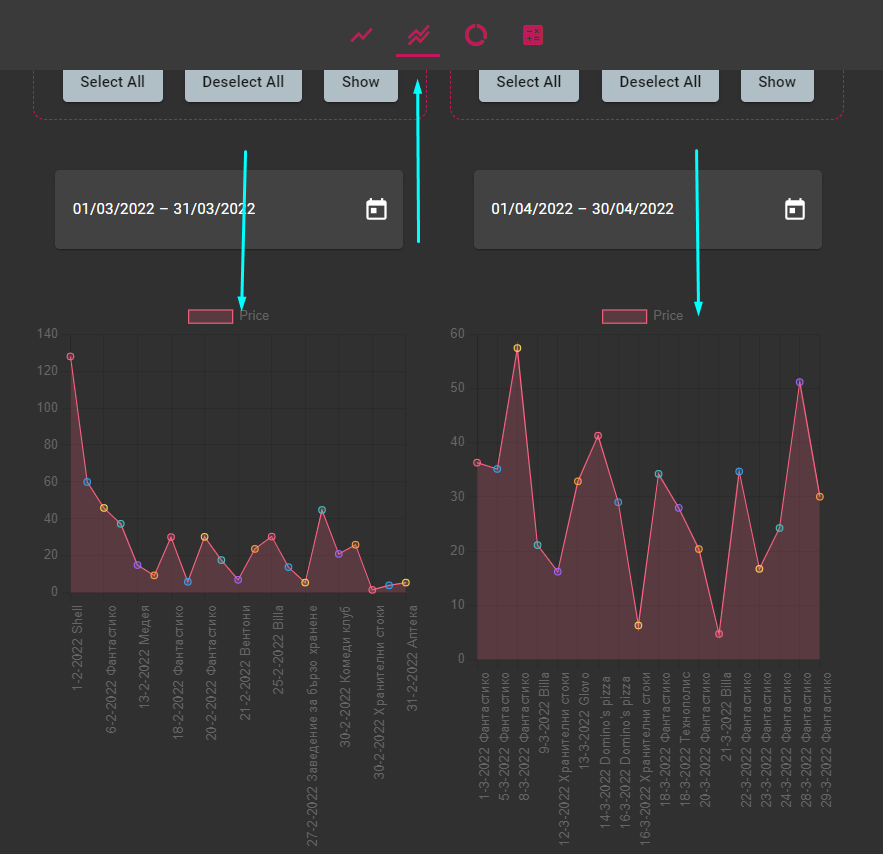 Select All
Deselect All
Show
Select All
Deselect All
Show
01/03/2022 – 31/03/2022
01/04/2022 – 30/04/2022
Price
140
120
100
80
60
40
20
0
1-2-2022 Shell
6-2-2022 Фантастико
13-2-2022 Медея
18-2-2022 Фантастико
20-2-2022 Фантастико
21-2-2022 Вентони
25-2-2022 Billa
27-2-2022 Заведение за бързо хранене
30-2-2022 Комеди клуб
30-2-2022 Хранителни стоки
31-2-2022 Аптека
Price
60
50
40
30
20
10
0
1-3-2022 Фантастико
5-3-2022 Фантастико
8-3-2022 Фантастико
9-3-2022 Billa
12-3-2022 Хранителни стоки
13-3-2022 Glovo
14-3-2022 Domino's pizza
16-3-2022 Domino's pizza
16-3-2022 Хранителни стоки
18-3-2022 Фантастико
18-3-2022 Технополис
20-3-2022 Фантастико
21-3-2022 Billa
22-3-2022 Фантастико
23-3-2022 Фантастико
24-3-2022 Фантастико
28-3-2022 Фантастико
29-3-2022 Фантастико